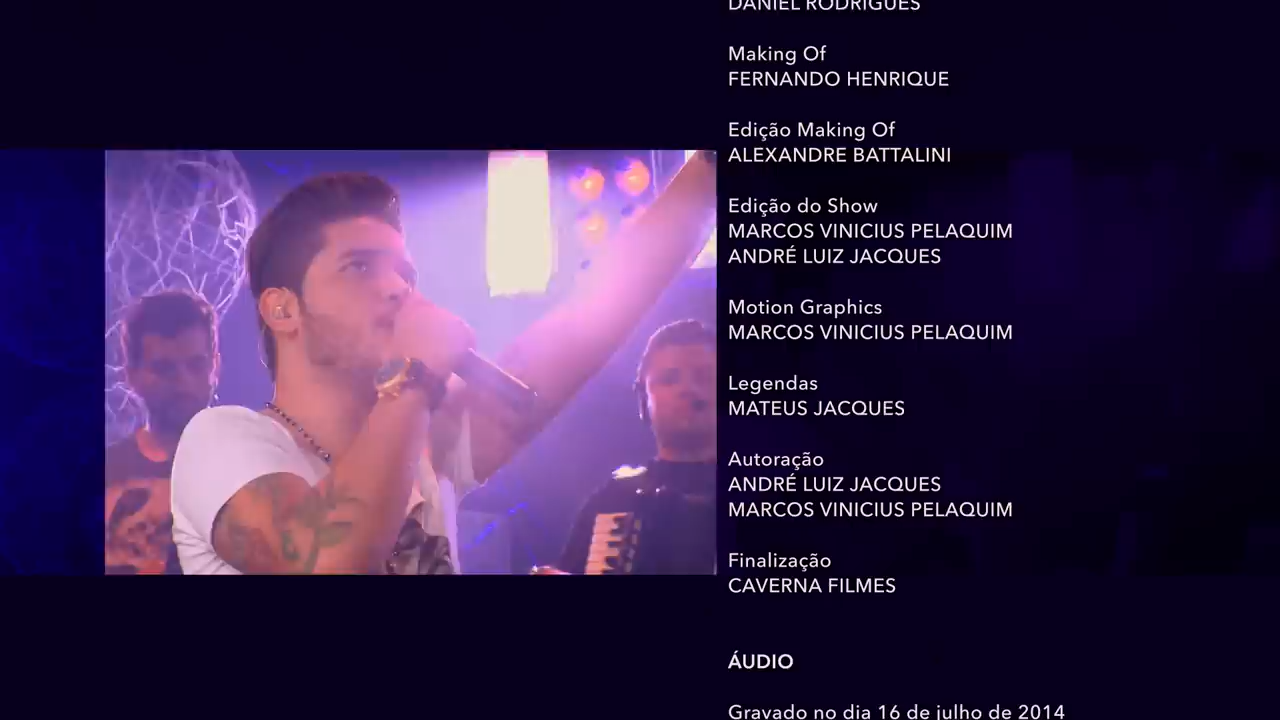 DANIEL RODRIGUES
Making Of
FERNANDO HENRIQUE
Edição Making Of
ALEXANDRE BATTALINI
Edição do Show
MARCOS VINICIUS PELAQUIM
ANDRÉ LUIZ JACQUES
Motion Graphics
MARCOS VINICIUS PELAQUIM
Legendas
MATEUS JACQUES
Autoração
ANDRÉ LUIZ JACQUES
MARCOS VINICIUS PELAQUIM
Finalização
CAVERNA FILMES
ÁUDIO
Gravado no dia 16 de julho de 2014